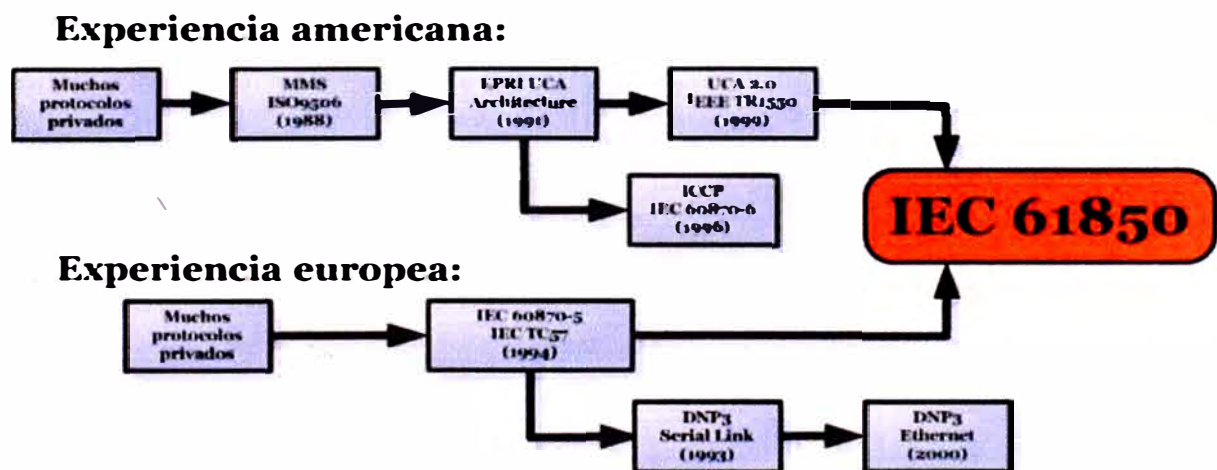 Experiencia americana:
Muchos
protocolos
privados
MMS
ISO9506
(1988)
EPRI UCA
Architecture
(1991)
UCA 2.0
IEEE TR1550
(1999)
ICCP
IEC 60870-6
(1996)
IEC 61850
Experiencia europea:
Muchos
protocolos
privados
IEC 60870-5
IEC TC57
(1994)
DNP3
Serial Link
(1993)
DNP3
Ethernet
(2000)